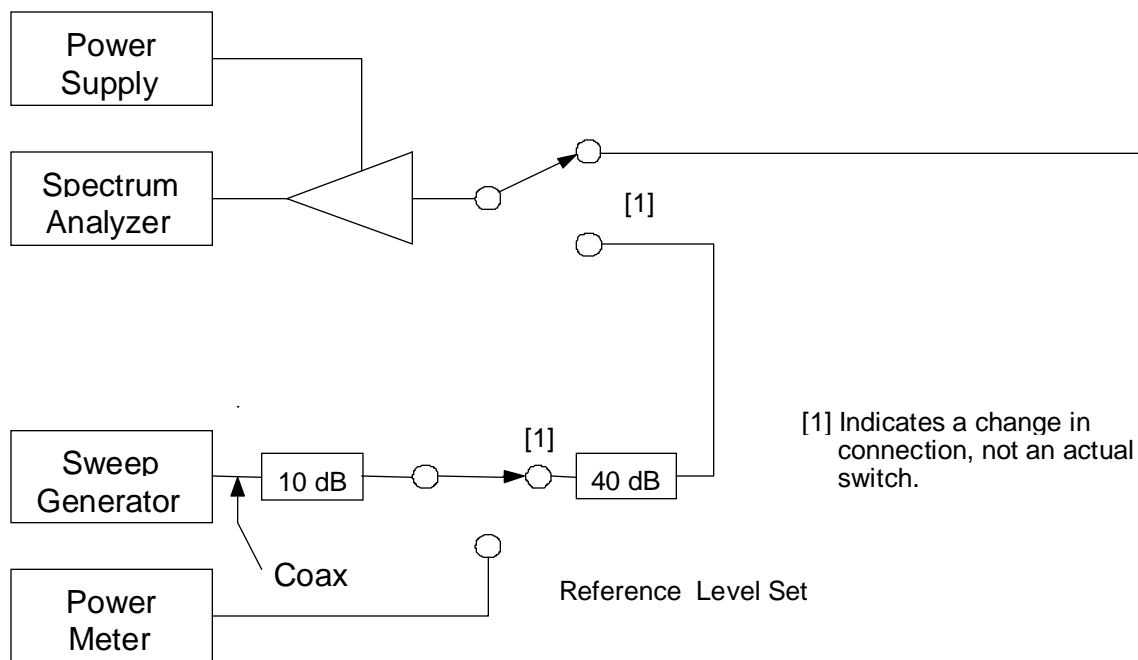 Power
Supply
Spectrum
Analyzer
[1]
[1] Indicates a change in
connection, not an actual
switch.
[1]
Sweep
Generator
10 dB
40 dB
Coax
Reference Level Set
Power
Meter